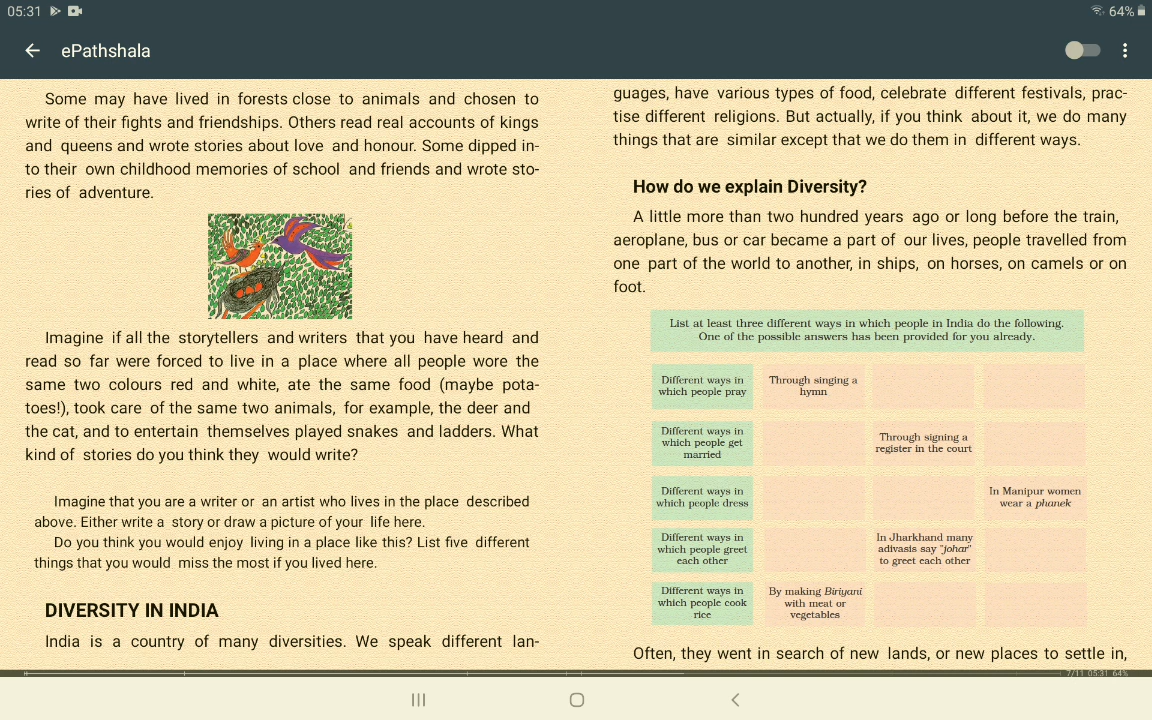 05:31
64%
ePathshala
Some may have lived in forests close to animals and chosen to
write of their fights and friendships. Others read real accounts of kings
and queens and wrote stories about love and honour. Some dipped in-
to their own childhood memories of school and friends and wrote sto-
ries of adventure.
Imagine if all the storytellers and writers that you have heard and
read so far were forced to live in a place where all people wore the
same two colours red and white, ate the same food (maybe pota-
toes!), took care of the same two animals, for example, the deer and
the cat, and to entertain themselves played snakes and ladders. What
kind of stories do you think they would write?
Imagine that you are a writer or an artist who lives in the place described
above. Either write a story or draw a picture of your life here.
Do you think you would enjoy living in a place like this? List five different
things that you would miss the most if you lived here.
DIVERSITY IN INDIA
India is a country of many diversities. We speak different lan-
guages, have various types of food, celebrate different festivals, prac-
tise different religions. But actually, if you think about it, we do many
things that are similar except that we do them in different ways.
How do we explain Diversity?
A little more than two hundred years ago or long before the train,
aeroplane, bus or car became a part of our lives, people travelled from
one part of the world to another, in ships, on horses, on camels or on
foot.
List at least three different ways in which people in India do the following.
One of the possible answers has been provided for you already.
Different ways in
which people pray
Through singing a
hymn
Different ways in
which people get
married
Through signing a
register in the court
Different ways in
which people dress
In Manipur women
wear a phanek
Different ways in
which people greet
each other
In Jharkhand many
adivasis say "johar"
to greet each other
Different ways in
which people cook
rice
By making Biriyani
with meat or
vegetables
Often, they went in search of new lands, or new places to settle in,
7/11 05:31 64%